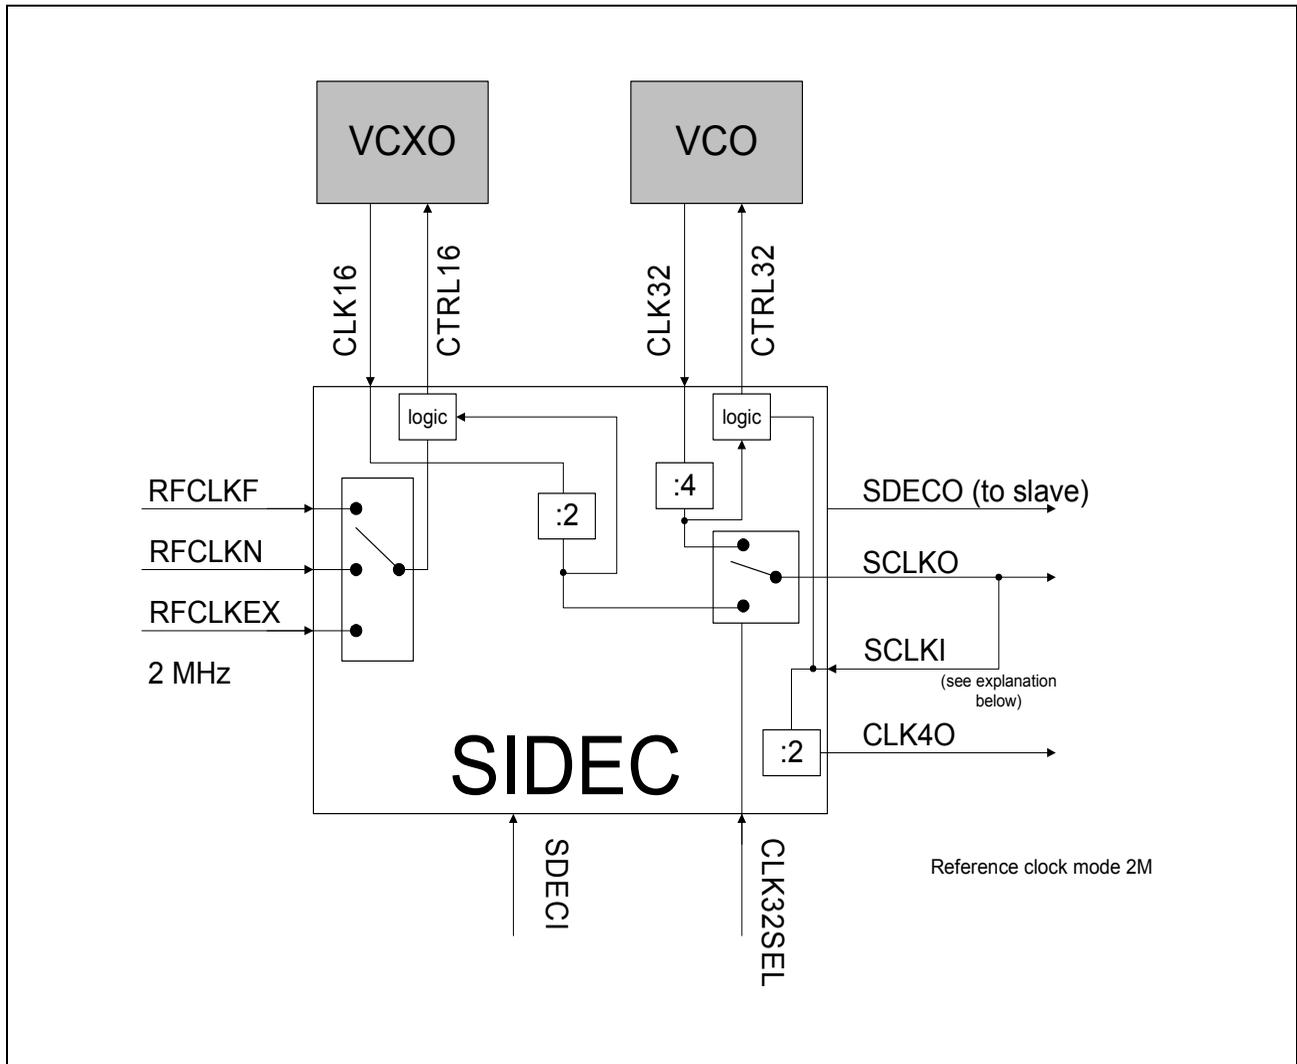 VCXO
VCO
CLK16
CTRL16
CLK32
CTRL32
logic
logic
RFCLKF
:4
SDECO (to slave)
:2
RFCLKN
SCLKO
RFCLKEX
SCLKI
2 MHz
(see explanation
below)
CLK4O
:2
SIDEC
SDECI
CLK32SEL
Reference clock mode 2M